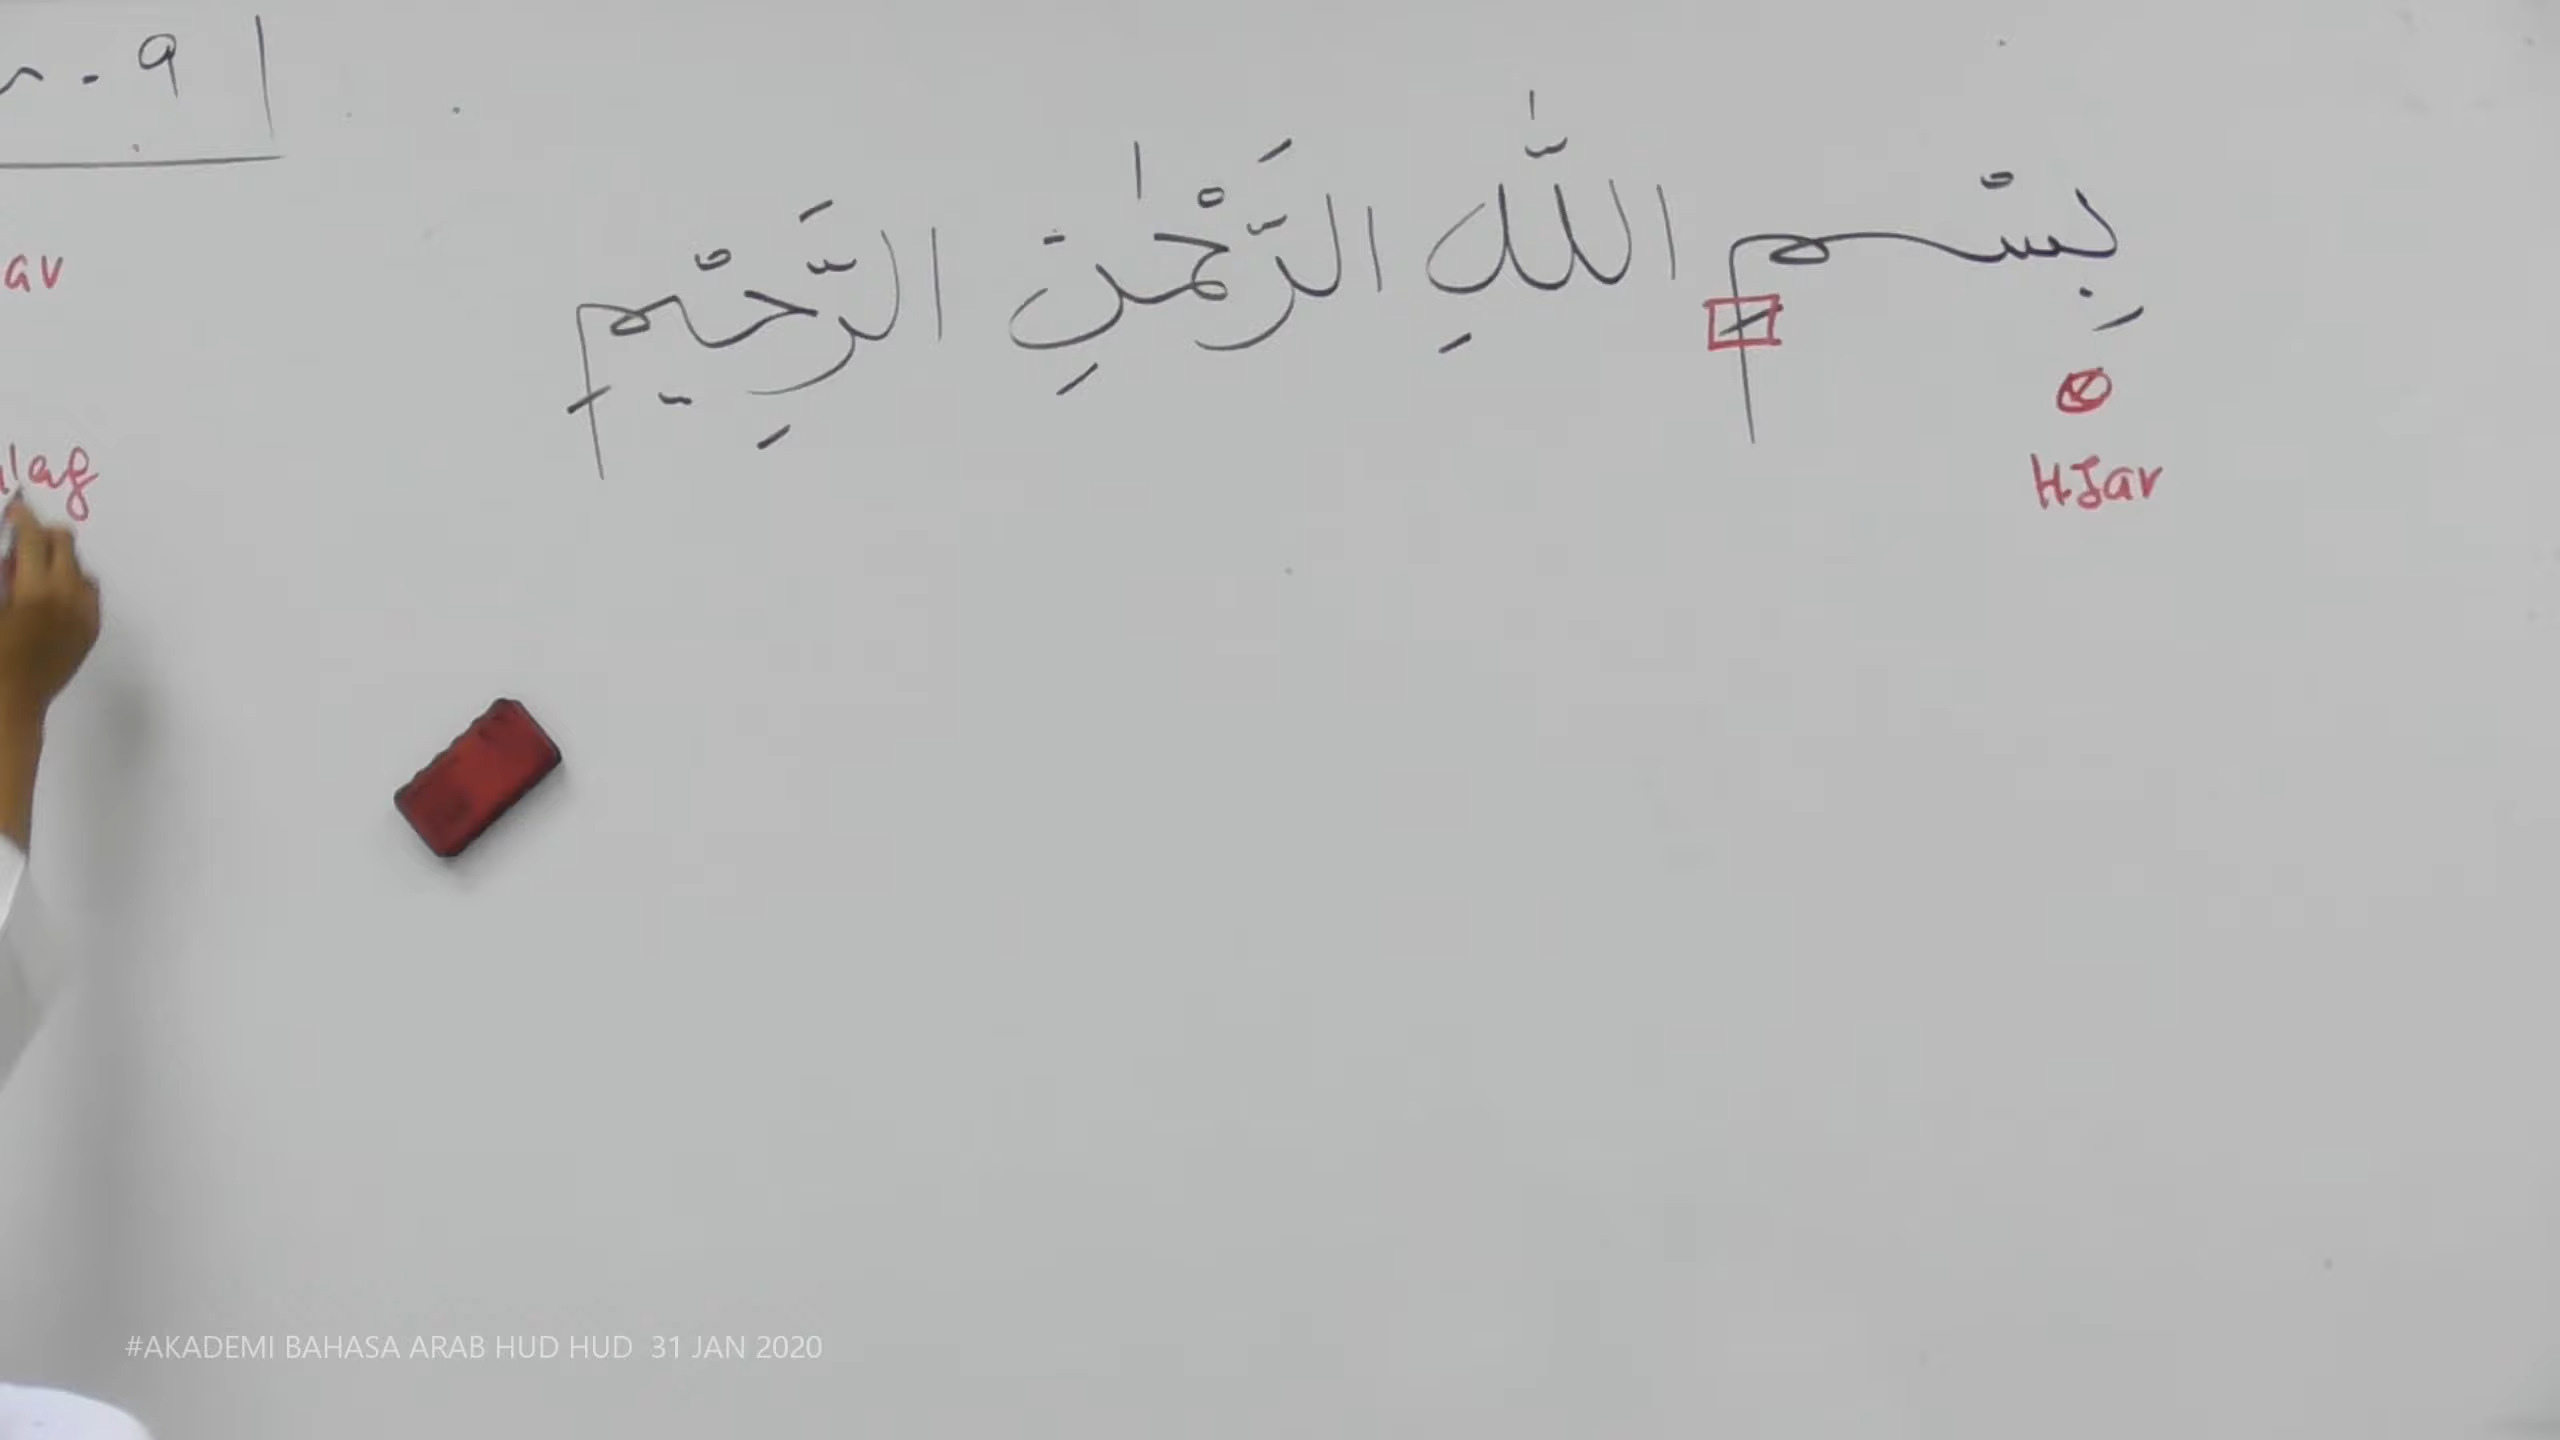 بِسْمِ اللّٰهِ الرَّحْمٰنِ الرَّحِيْمِ
H.Jar
#AKADEMI BAHASA ARAB HUD HUD 31 JAN 2020